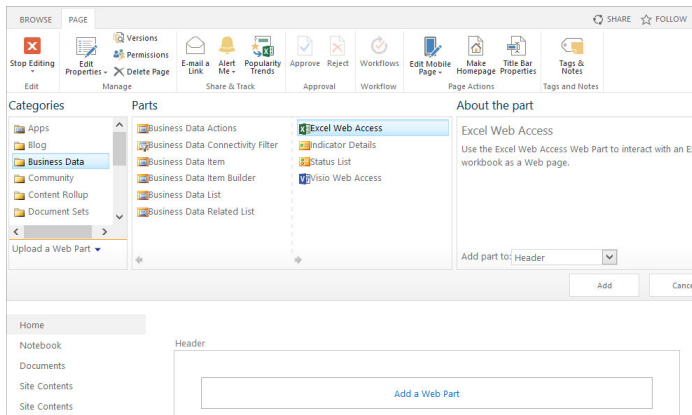 BROWSE PAGE SHARE FOLLOW
Stop Editing
Edit Properties
Versions
Permissions
Delete Page
E-mail a Link
Alert Me
Popularity Trends
Approve
Reject
Workflows
Edit Mobile Page
Make Homepage
Title Bar Properties
Tags & Notes
Edit Manage Share & Track Approval Workflow Page Actions Tags and Notes
Categories
Apps
Blog
Business Data
Community
Content Rollup
Document Sets
Upload a Web Part
Parts
Business Data Actions
Business Data Connectivity Filter
Business Data Item
Business Data Item Builder
Business Data List
Business Data Related List
Excel Web Access
Indicator Details
Status List
Visio Web Access
About the part
Excel Web Access
Use the Excel Web Access Web Part to interact with an E
workbook as a Web page.
Add part to: Header
Add Cance
Home
Notebook
Documents
Site Contents
Site Contents
Header
Add a Web Part